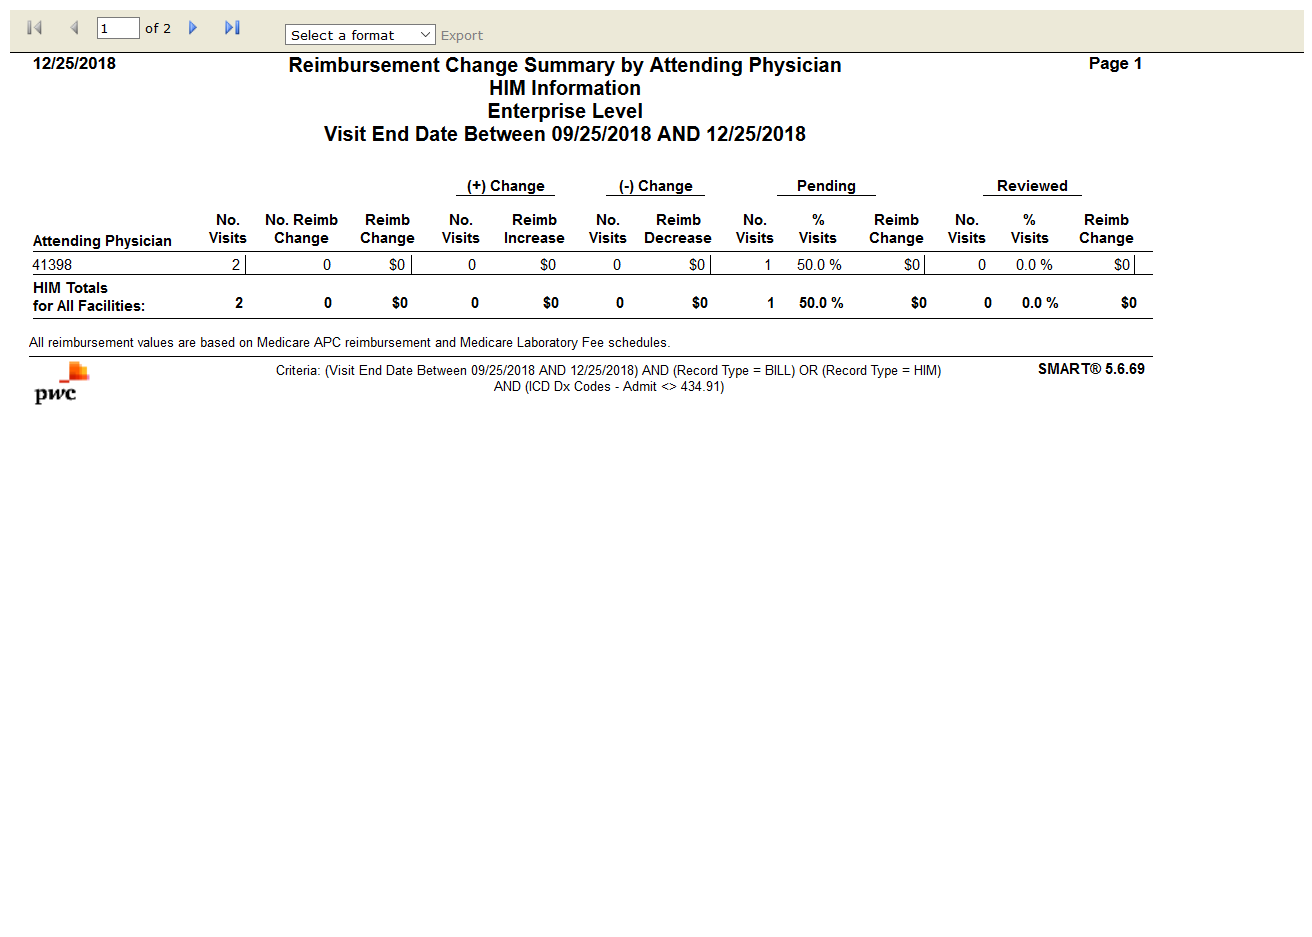 1 of 2 Select a format Export
12/25/2018 Reimbursement Change Summary by Attending Physician Page 1
HIM Information
Enterprise Level
Visit End Date Between 09/25/2018 AND 12/25/2018
(+) Change (-) Change Pending Reviewed
No. No. Reimb Reimb No. Reimb No. Reimb No. % Reimb No. % Reimb
Attending Physician Visits Change Change Visits Increase Visits Decrease Visits Visits Change Visits Visits Change
41398 2 0 $0 0 $0 0 $0 1 50.0 % $0 0 0.0 % $0
HIM Totals
for All Facilities: 2 0 $0 0 $0 0 $0 1 50.0 % $0 0 0.0 % $0
All reimbursement values are based on Medicare APC reimbursement and Medicare Laboratory Fee schedules.
Criteria: (Visit End Date Between 09/25/2018 AND 12/25/2018) AND (Record Type = BILL) OR (Record Type = HIM) SMART® 5.6.69
AND (ICD Dx Codes - Admit <> 434.91)
pwc